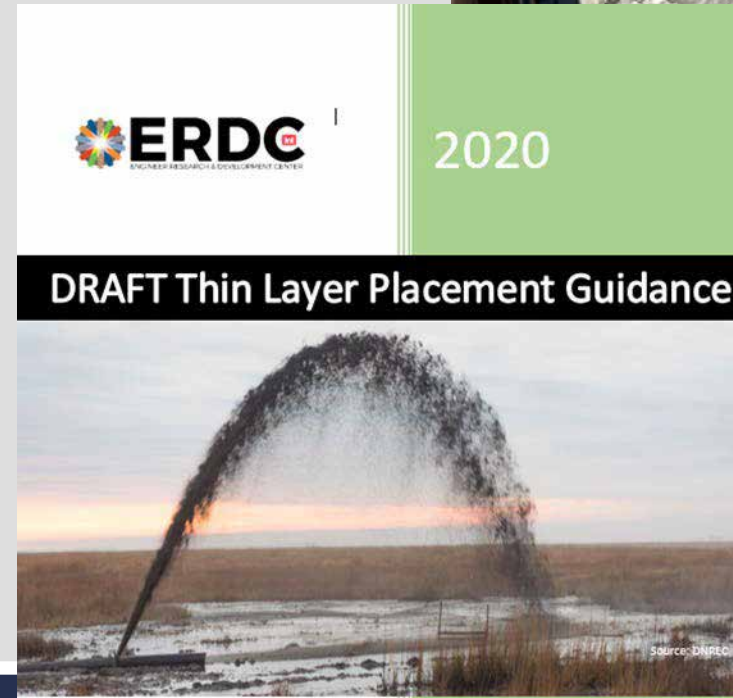 ERDC
ENGINEER RESEARCH & DEVELOPMENT CENTER
2020
DRAFT Thin Layer Placement Guidance
Source: DNREC